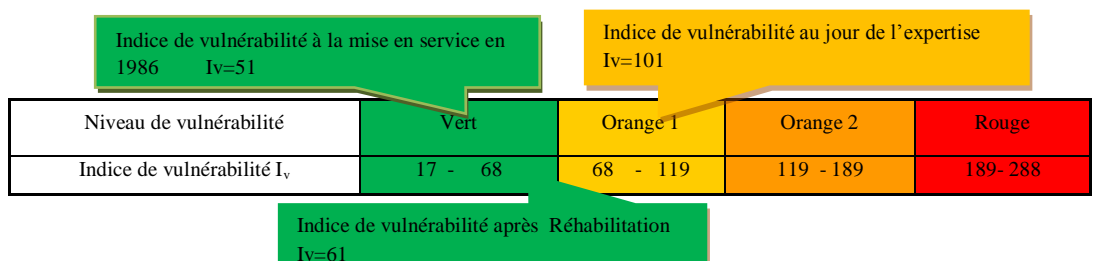 Indice de vulnérabilité à la mise en service en
1986 Iv=51
Indice de vulnérabilité au jour de l’expertise
Iv=101
Niveau de vulnérabilité Vert Orange 1 Orange 2 Rouge
Indice de vulnérabilité Iv 17 - 68 68 - 119 119 - 189 189- 288
Indice de vulnérabilité après Réhabilitation
Iv=61